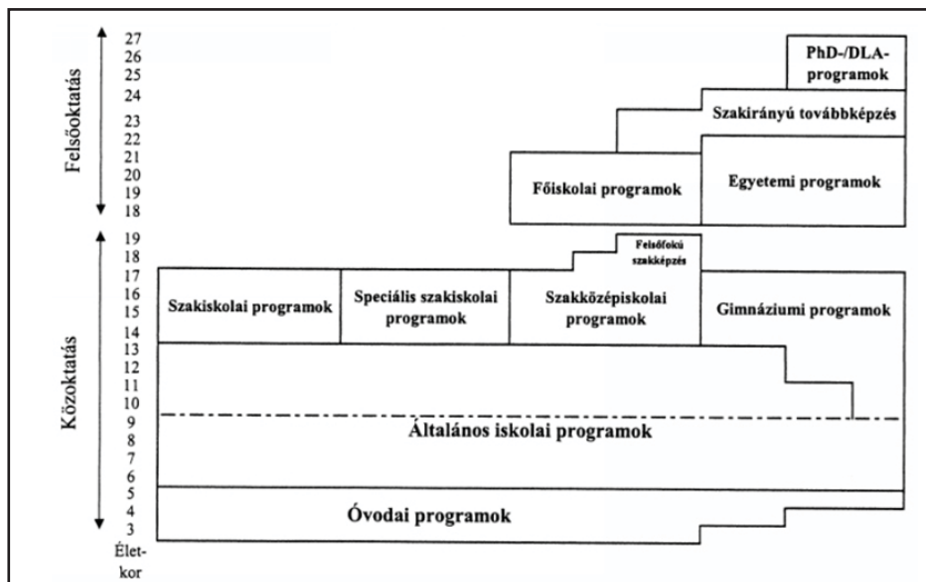 Felsőoktatás
27
26
25
24
23
22
21
20
19
18
PhD-/DLA-
programok
Szakirányú továbbképzés
Főiskolai programok
Egyetemi programok
Közoktatás
19
18
17
16
15
14
13
12
11
10
9
8
7
6
5
4
3
Élet-
kor
Felsőfokú
szakképzés
Szakiskolai programok
Speciális szakiskolai
programok
Szakközépiskolai
programok
Gimnáziumi programok
Általános iskolai programok
Óvodai programok